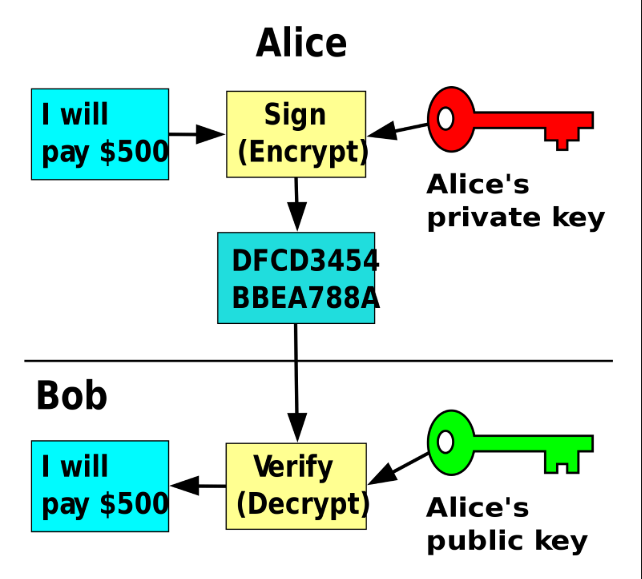 Alice
I will
pay $500
Sign
(Encrypt)
Alice's
private key
DFCD3454
BBEA788A
Bob
I will
pay $500
Verify
(Decrypt)
Alice's
public key